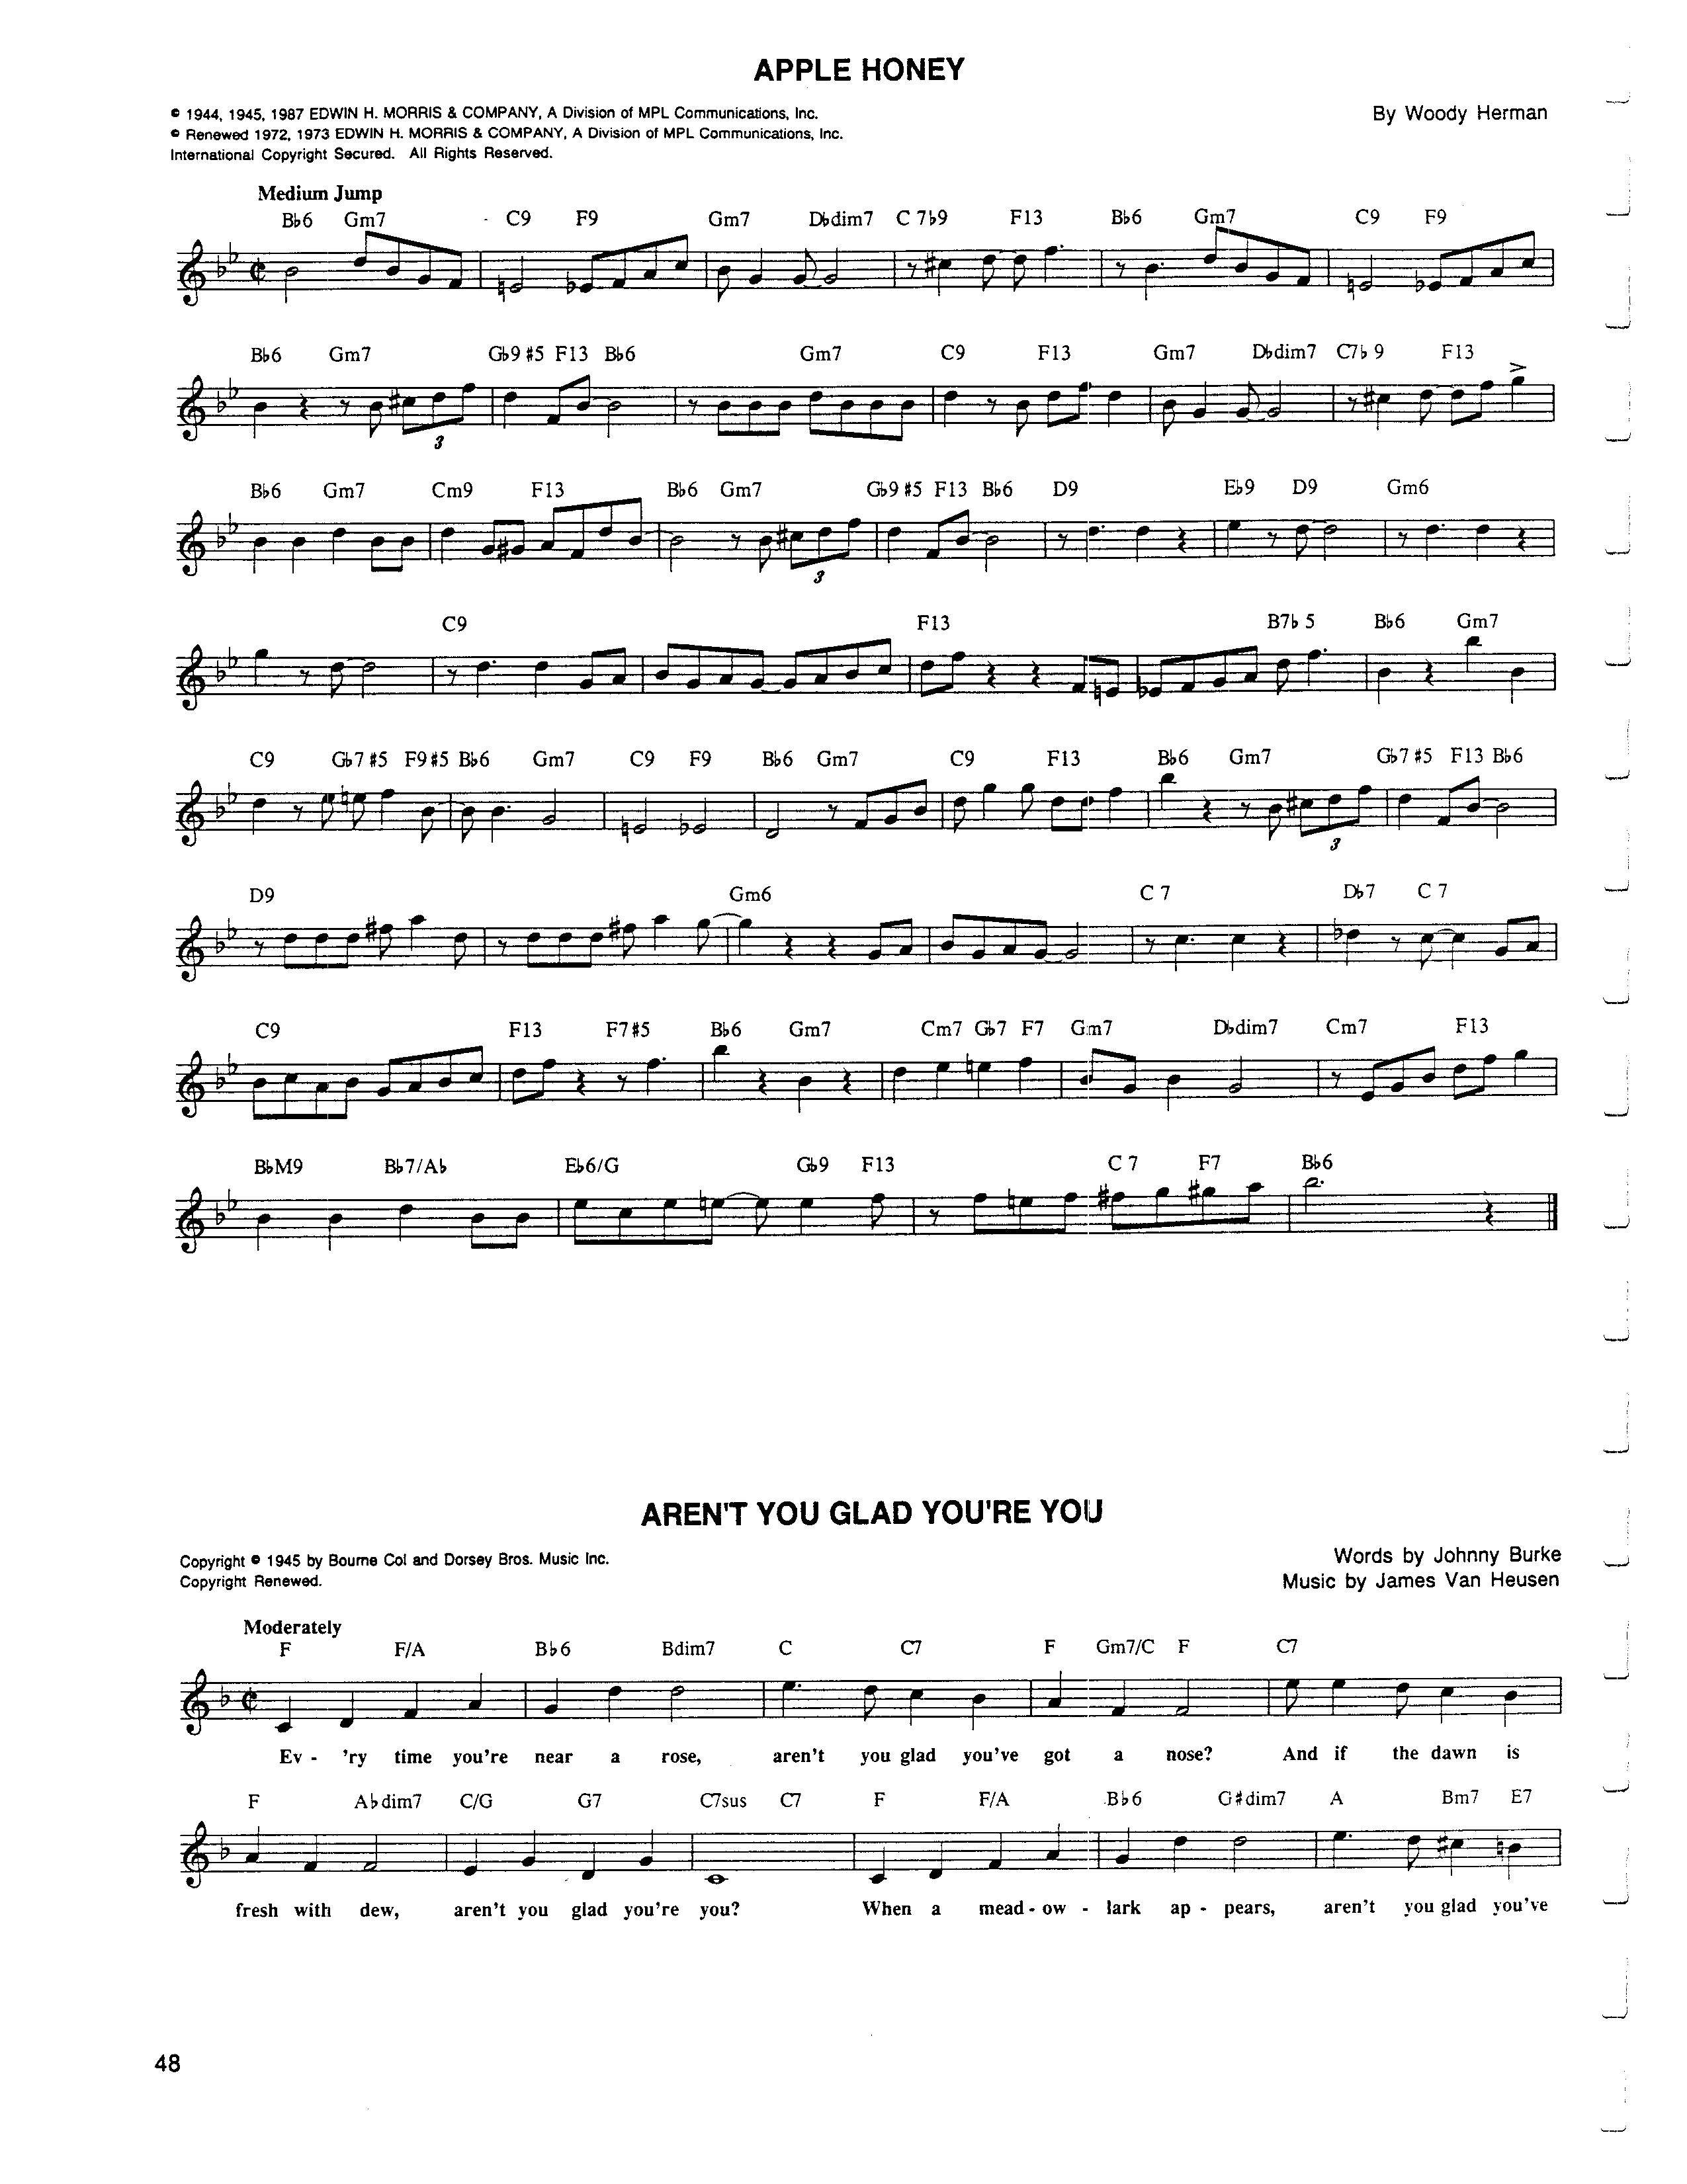 APPLE HONEY
© 1944, 1945, 1987 EDWIN H. MORRIS & COMPANY, A Division of MPL Communications, Inc.
By Woody Herman
© Renewed 1972, 1973 EDWIN H. MORRIS & COMPANY, A Division of MPL Communications, Inc.
International Copyright Secured. All Rights Reserved.
Medium Jump
B♭6 Gm7 C9 F9 Gm7 D♭dim7 C 7♭9 F13 B♭6 Gm7 C9 F9
B♭6 Gm7 G♭9 #5 F13 B♭6 Gm7 C9 F13 Gm7 D♭dim7 C7♭ 9 F13
3
B♭6 Gm7 Cm9 F13 B♭6 Gm7 G♭9 #5 F13 B♭6 D9 E♭9 D9 Gm6
3
C9 F13 B7♭ 5 B♭6 Gm7
C9 G♭7 #5 F9 #5 B♭6 Gm7 C9 F9 B♭6 Gm7 C9 F13 B♭6 Gm7 G♭7 #5 F13 B♭6
3
D9 Gm6 C 7 D♭7 C 7
C9 F13 F7#5 B♭6 Gm7 Cm7 G♭7 F7 Gm7 D♭dim7 Cm7 F13
B♭M9 B♭7/A♭ E♭6/G G♭9 F13 C 7 F7 B♭6
AREN'T YOU GLAD YOU'RE YOU
Copyright © 1945 by Bourne Col and Dorsey Bros. Music Inc.
Copyright Renewed.
Words by Johnny Burke
Music by James Van Heusen
Moderately
F F/A B♭6 Bdim7 C C7 F Gm7/C F C7
Ev - 'ry time you're near a rose, aren't you glad you've got a nose? And if the dawn is
F A♭dim7 C/G G7 C7sus C7 F F/A B♭6 G#dim7 A Bm7 E7
fresh with dew, aren't you glad you're you? When a mead - ow - lark ap - pears, aren't you glad you've
48